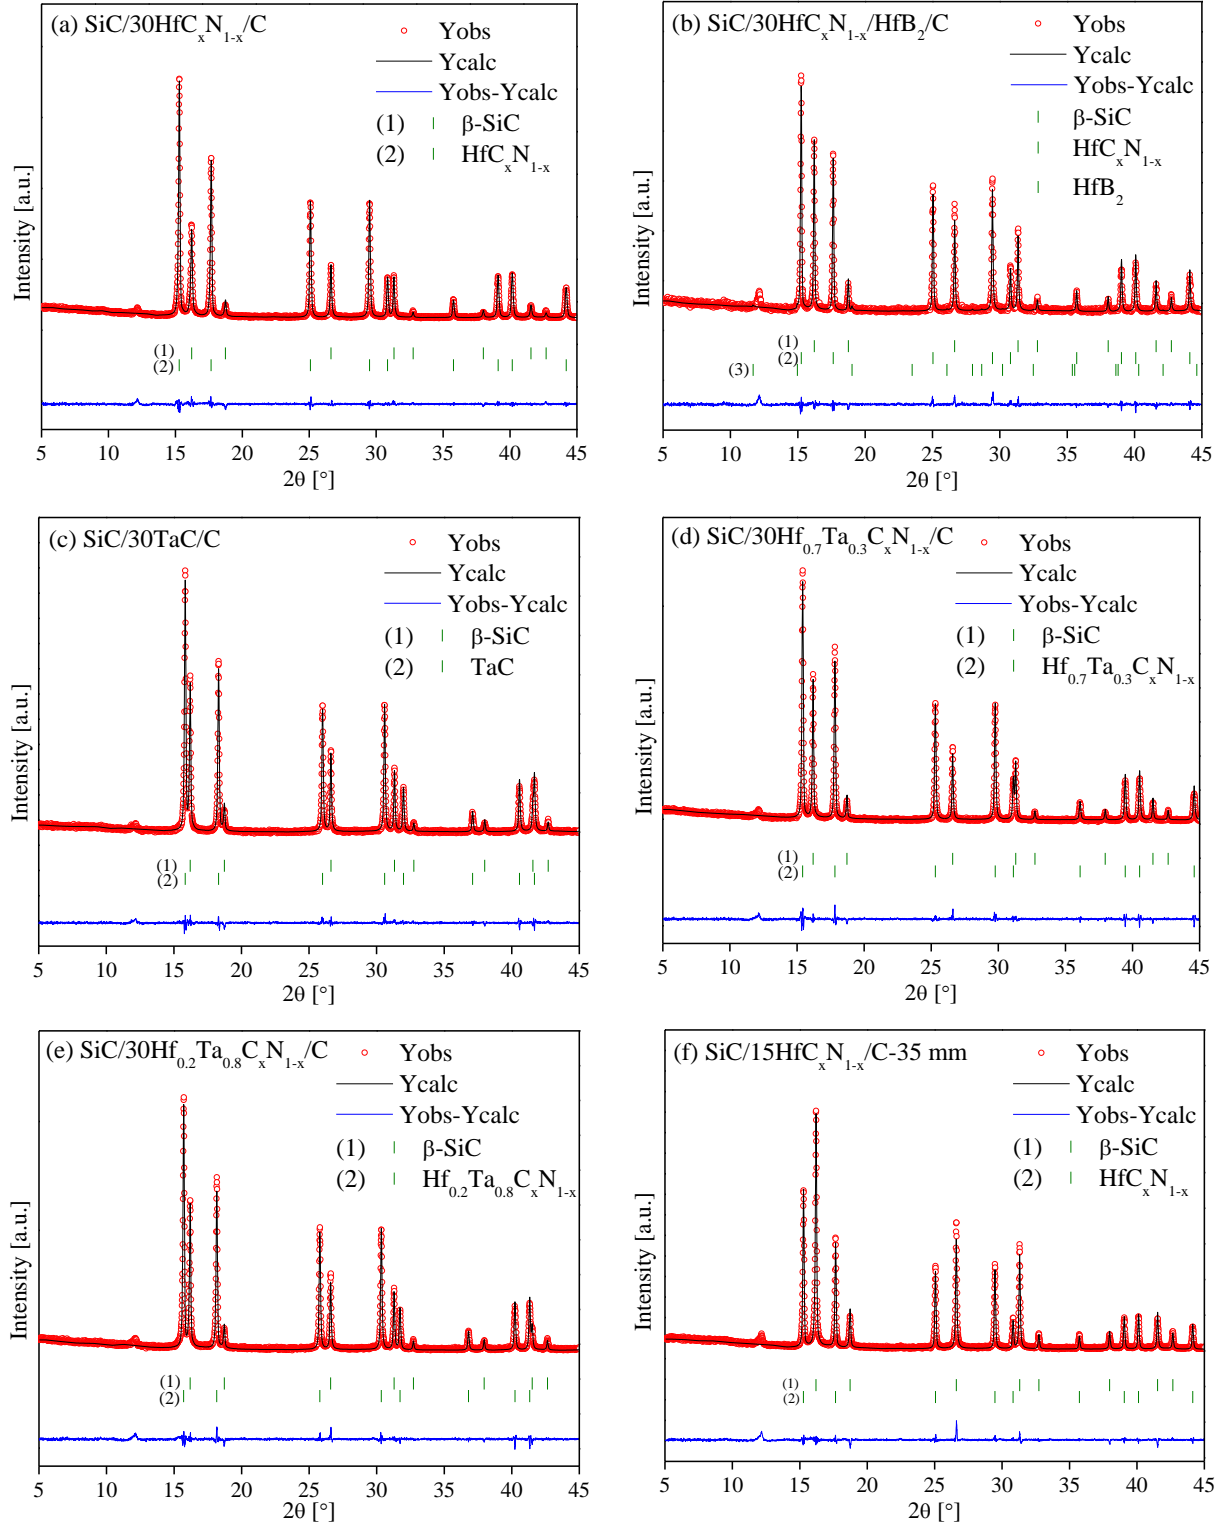 (a) SiC/30HfCₓN₁₋ₓ/C
Yobs
Ycalc
Yobs-Ycalc
(1) β-SiC
(2) HfCₓN₁₋ₓ
Intensity [a.u.]
(1)
(2)
5 15 20 25 30 35 40 45
2θ [°]
(b) SiC/30HfCₓN₁₋ₓ/HfB₂/C
Yobs
Ycalc
Yobs-Ycalc
β-SiC
HfCₓN₁₋ₓ
HfB₂
Intensity [a.u.]
(1)
(2)
(3)
5 10 15 20 25 30 35 40 45
2θ [°]
(c) SiC/30TaC/C
Yobs
Ycalc
Yobs-Ycalc
(1) β-SiC
(2) TaC
Intensity [a.u.]
(1)
(2)
5 10 15 20 25 30 35 40 45
2θ [°]
(d) SiC/30Hf₀.₇Ta₀.₃CₓN₁₋ₓ/C
Yobs
Ycalc
Yobs-Ycalc
(1) β-SiC
(2) Hf₀.₇Ta₀.₃CₓN₁₋ₓ
Intensity [a.u.]
(1)
(2)
5 10 15 20 25 30 35 40 45
2θ [°]
(e) SiC/30Hf₀.₂Ta₀.₈CₓN₁₋ₓ/C
Yobs
Ycalc
Yobs-Ycalc
(1) β-SiC
(2) Hf₀.₂Ta₀.₈CₓN₁₋ₓ
Intensity [a.u.]
(1)
(2)
5 10 15 20 25 30 35 40 45
2θ [°]
(f) SiC/15HfCₓN₁₋ₓ/C-35 mm
Yobs
Ycalc
Yobs-Ycalc
(1) β-SiC
(2) HfCₓN₁₋ₓ
Intensity [a.u.]
(1)
(2)
5 10 15 20 25 30 35 40 45
2θ [°]